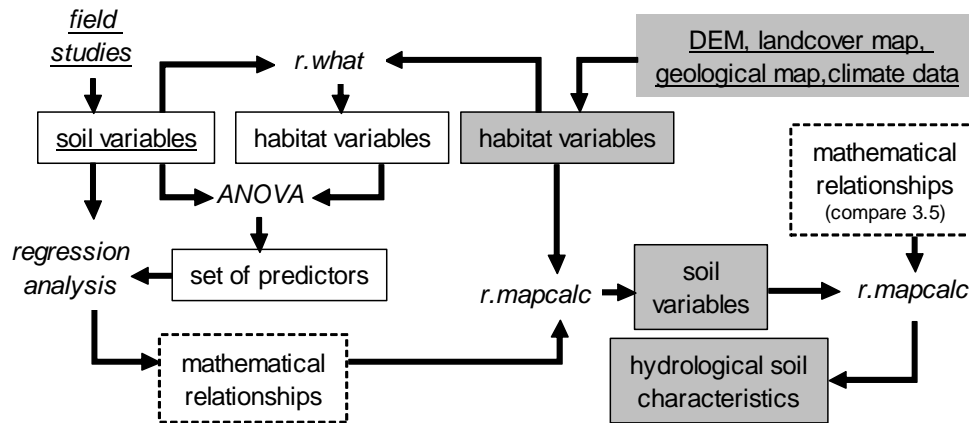 field
studies
r.what
DEM, landcover map,
geological map,climate data
soil variables
habitat variables
habitat variables
mathematical
relationships
(compare 3.5)
ANOVA
regression
analysis
set of predictors
r.mapcalc
soil
variables
r.mapcalc
mathematical
relationships
hydrological soil
characteristics